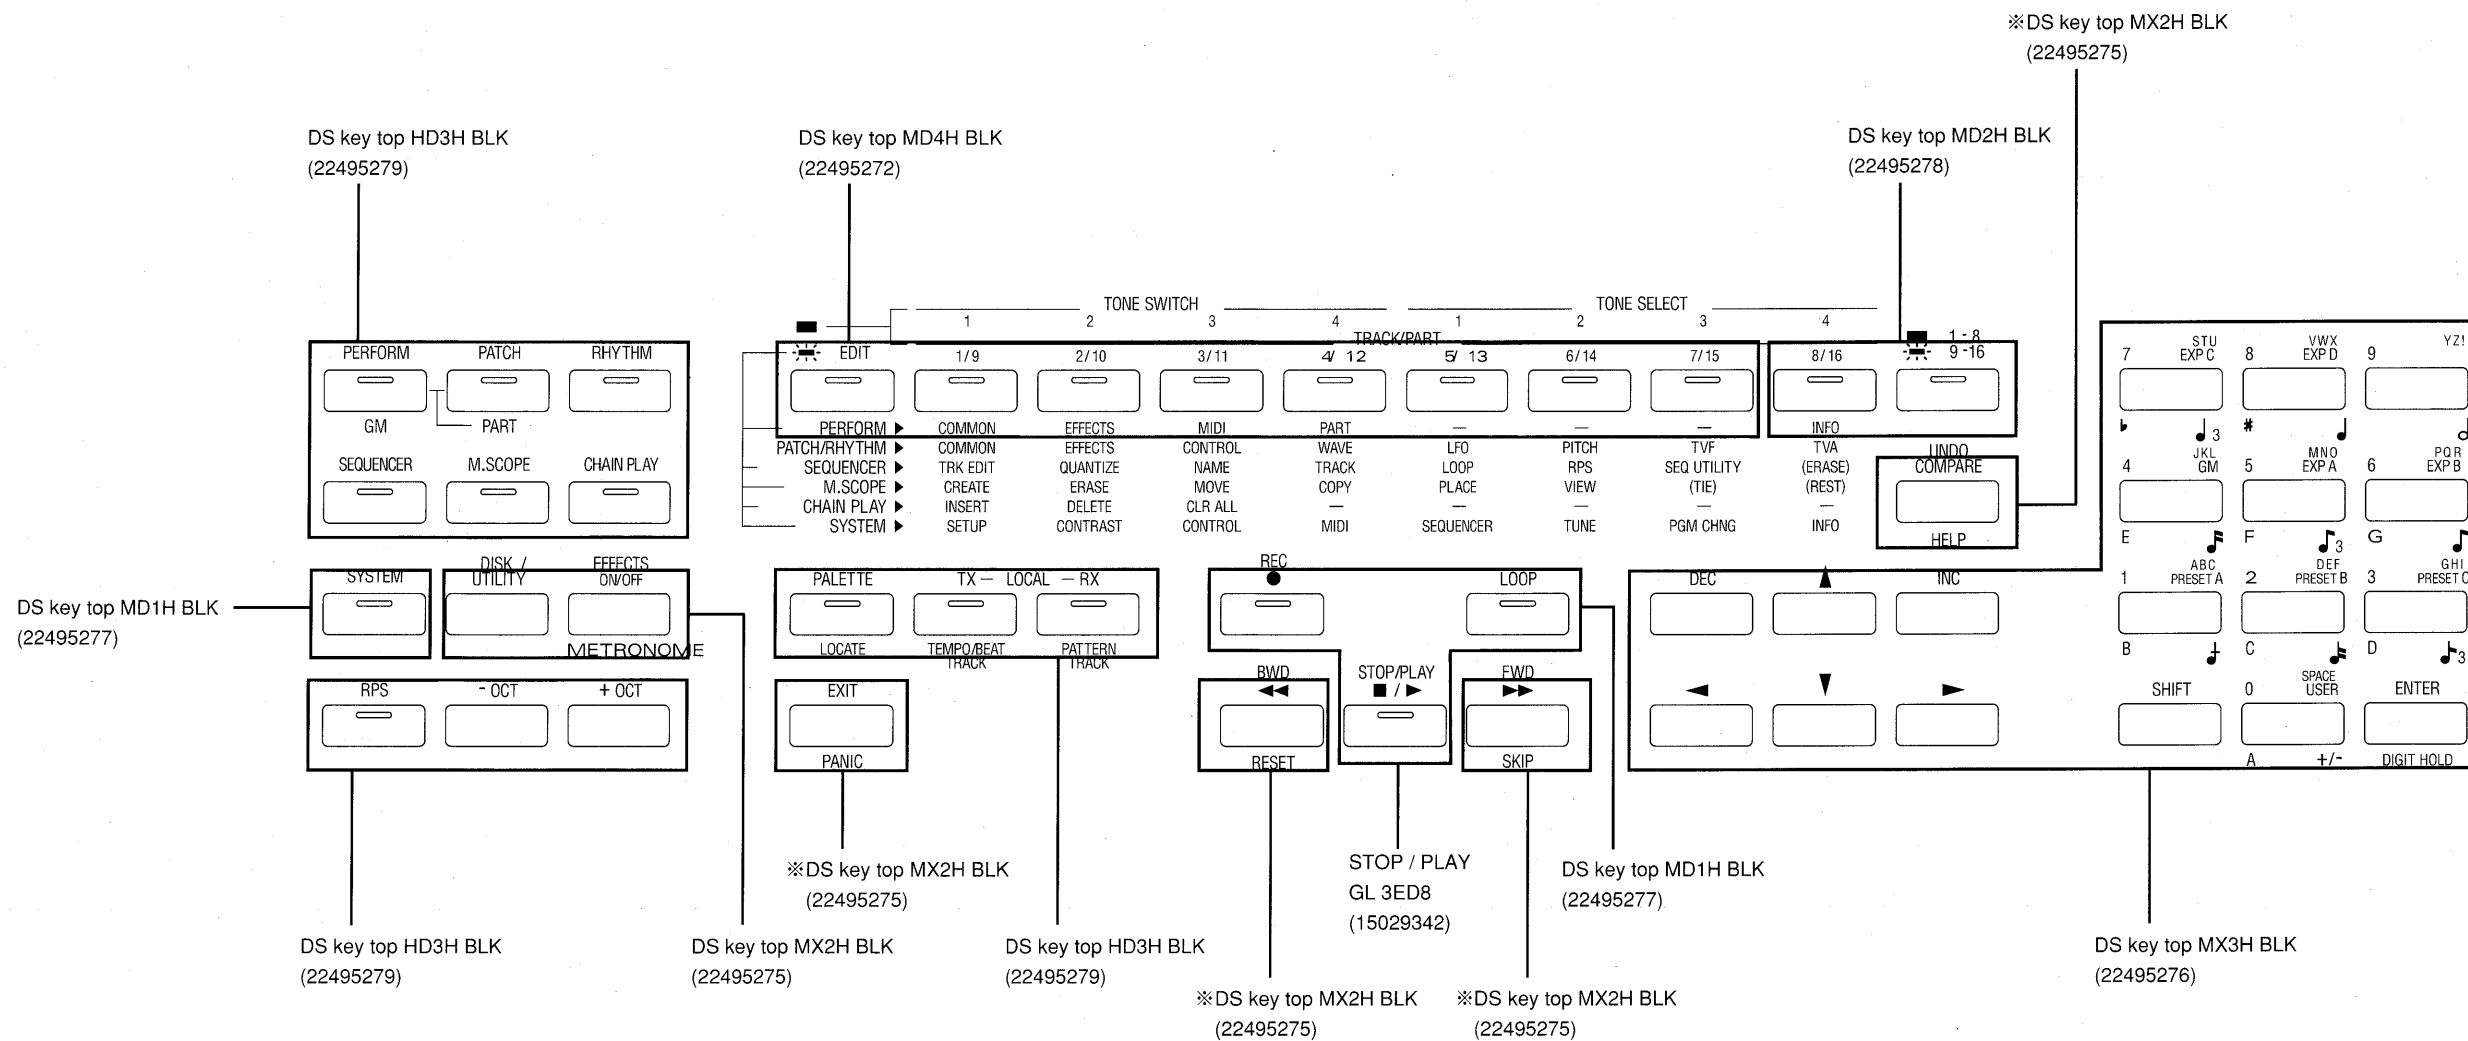 ※DS key top MX2H BLK
(22495275)
DS key top HD3H BLK
(22495279)
DS key top MD4H BLK
(22495272)
DS key top MD2H BLK
(22495278)
TONE SWITCH
TONE SELECT
1 2 3 4 1 2 3 4
TRACK/PART
1 - 8
9 -16
PERFORM PATCH RHYTHM
EDIT 1/9 2/10 3/11 4/ 12 5/ 13 6/14 7/15 8/16
GM PART
PERFORM ▶ COMMON EFFECTS MIDI PART — — — INFO
PATCH/RHYTHM ▶ COMMON EFFECTS CONTROL WAVE LFO PITCH TVF TVA
SEQUENCER ▶ TRK EDIT QUANTIZE NAME TRACK LOOP RPS SEQ UTILITY (ERASE)
M.SCOPE ▶ CREATE ERASE MOVE COPY PLACE VIEW (TIE) (REST)
CHAIN PLAY ▶ INSERT DELETE CLR ALL — — — — —
SYSTEM ▶ SETUP CONTRAST CONTROL MIDI SEQUENCER TUNE PGM CHNG INFO
SEQUENCER M.SCOPE CHAIN PLAY
UNDO
COMPARE
HELP
STU VWX YZ!
7 EXP C 8 EXP D 9
♭ ♩3 # ♩
JKL MNO PQR
4 GM 5 EXP A 6 EXP B
E F 3 G
ABC DEF GHI
1 PRESET A 2 PRESET B 3 PRESET C
B C D 3
SPACE
SHIFT 0 USER ENTER
A +/- DIGIT HOLD
DS key top MD1H BLK
(22495277)
SYSTEM
DISK /
UTILITY
EFFECTS
ON/OFF
METRONOME
PALETTE TX — LOCAL — RX
LOCATE
TEMPO/BEAT
TRACK
PATTERN
TRACK
REC
●
LOOP
DEC ▲ INC
RPS - OCT + OCT
EXIT
PANIC
BWD
◀◀
RESET
STOP/PLAY
■ / ▶
FWD
▶▶
SKIP
◀ ▼ ▶
※DS key top MX2H BLK
(22495275)
STOP / PLAY
GL 3ED8
(15029342)
DS key top MD1H BLK
(22495277)
DS key top HD3H BLK
(22495279)
DS key top MX2H BLK
(22495275)
DS key top HD3H BLK
(22495279)
DS key top MX3H BLK
(22495276)
※DS key top MX2H BLK
(22495275)
※DS key top MX2H BLK
(22495275)